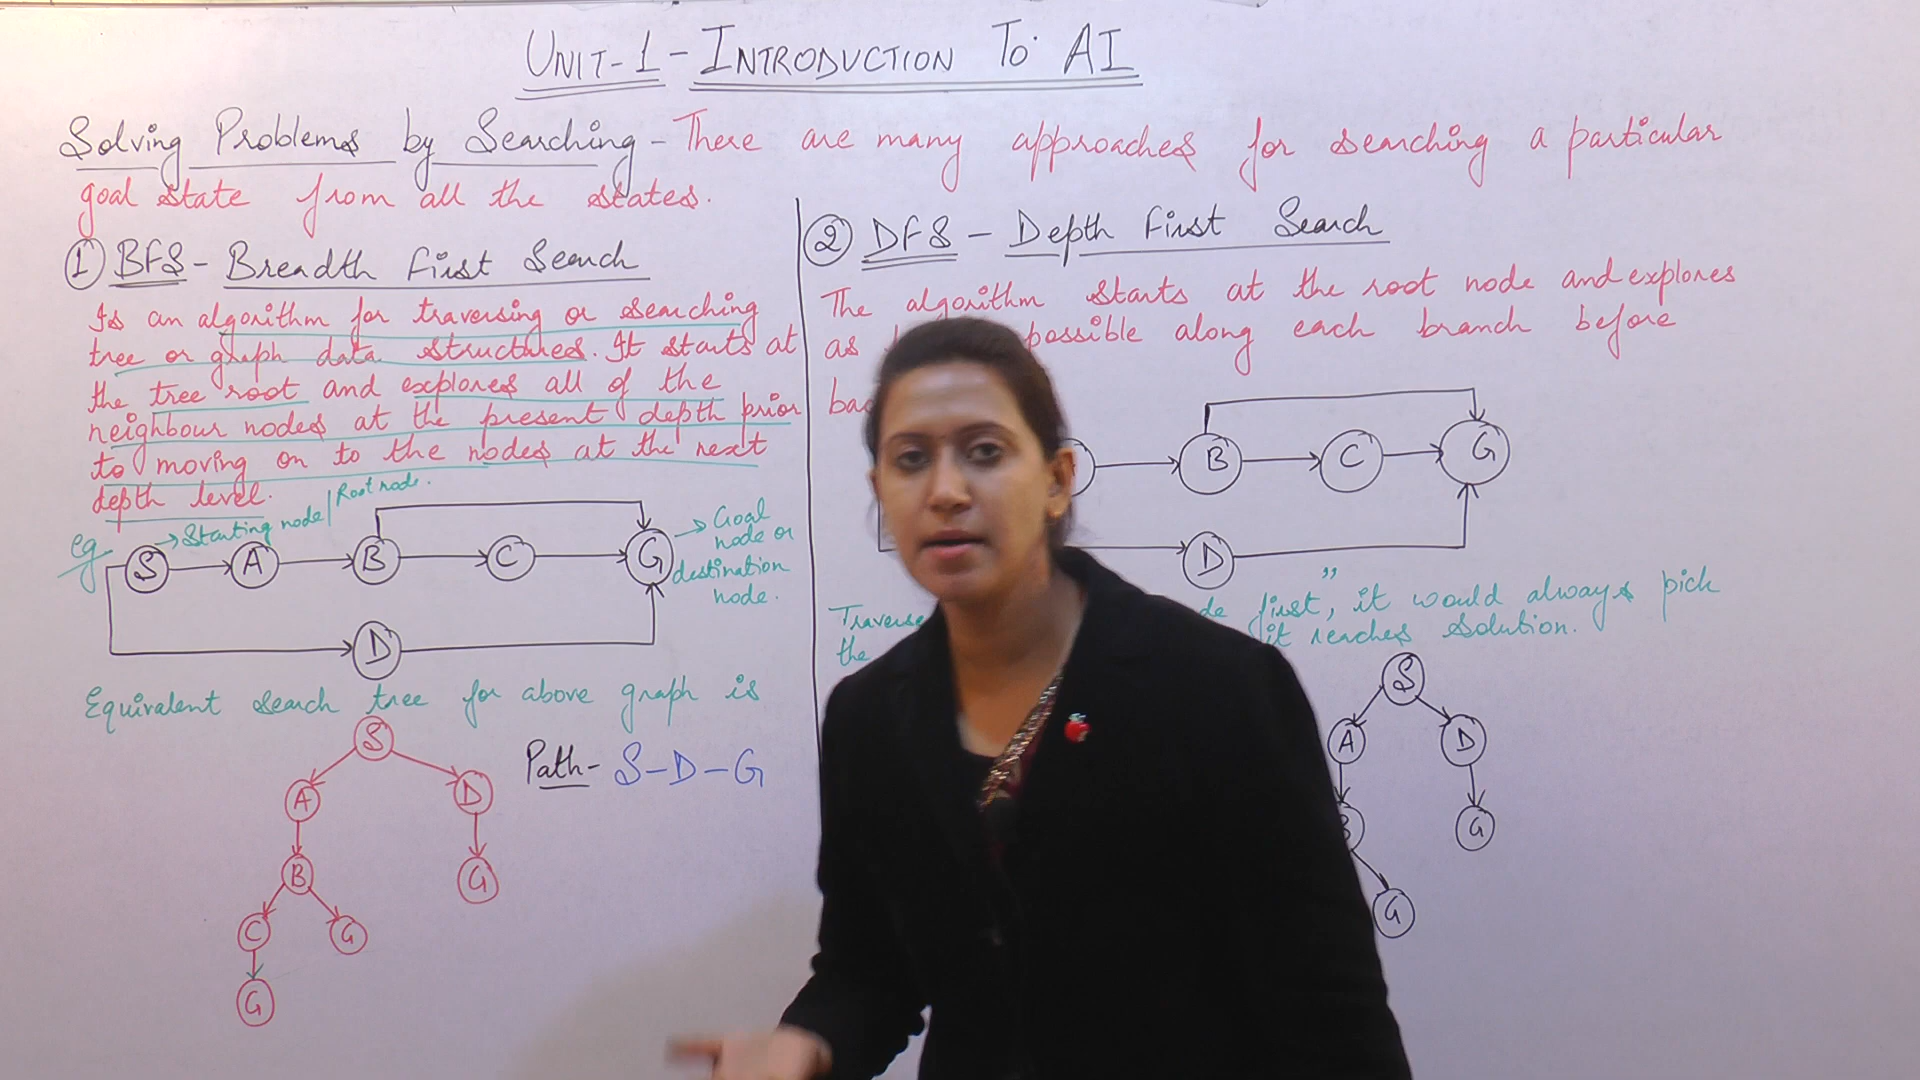 UNIT-1-INTRODUCTION TO AI
Solving Problems by Searching - There are many approaches for searching a particular
goal state from all the states.
① BFS - Breadth First Search
Is an algorithm for traversing or searching
tree or graph data structures. It starts at
the tree root and explores all of the
neighbour nodes at the present depth prior
to moving on to the nodes at the next
depth level.
eg
→ Starting node/Root node.
S A B C G
D
→ Goal
node or
destination
node.
Equivalent search tree for above graph is
S
A D
B G
C G
G
Path - S-D-G
② DFS - Depth First Search
The algorithm starts at the root node and explores
as possible along each branch before
B C G
D
Traverse first", it would always pick
the it reaches solution.
S
A D
B G
G